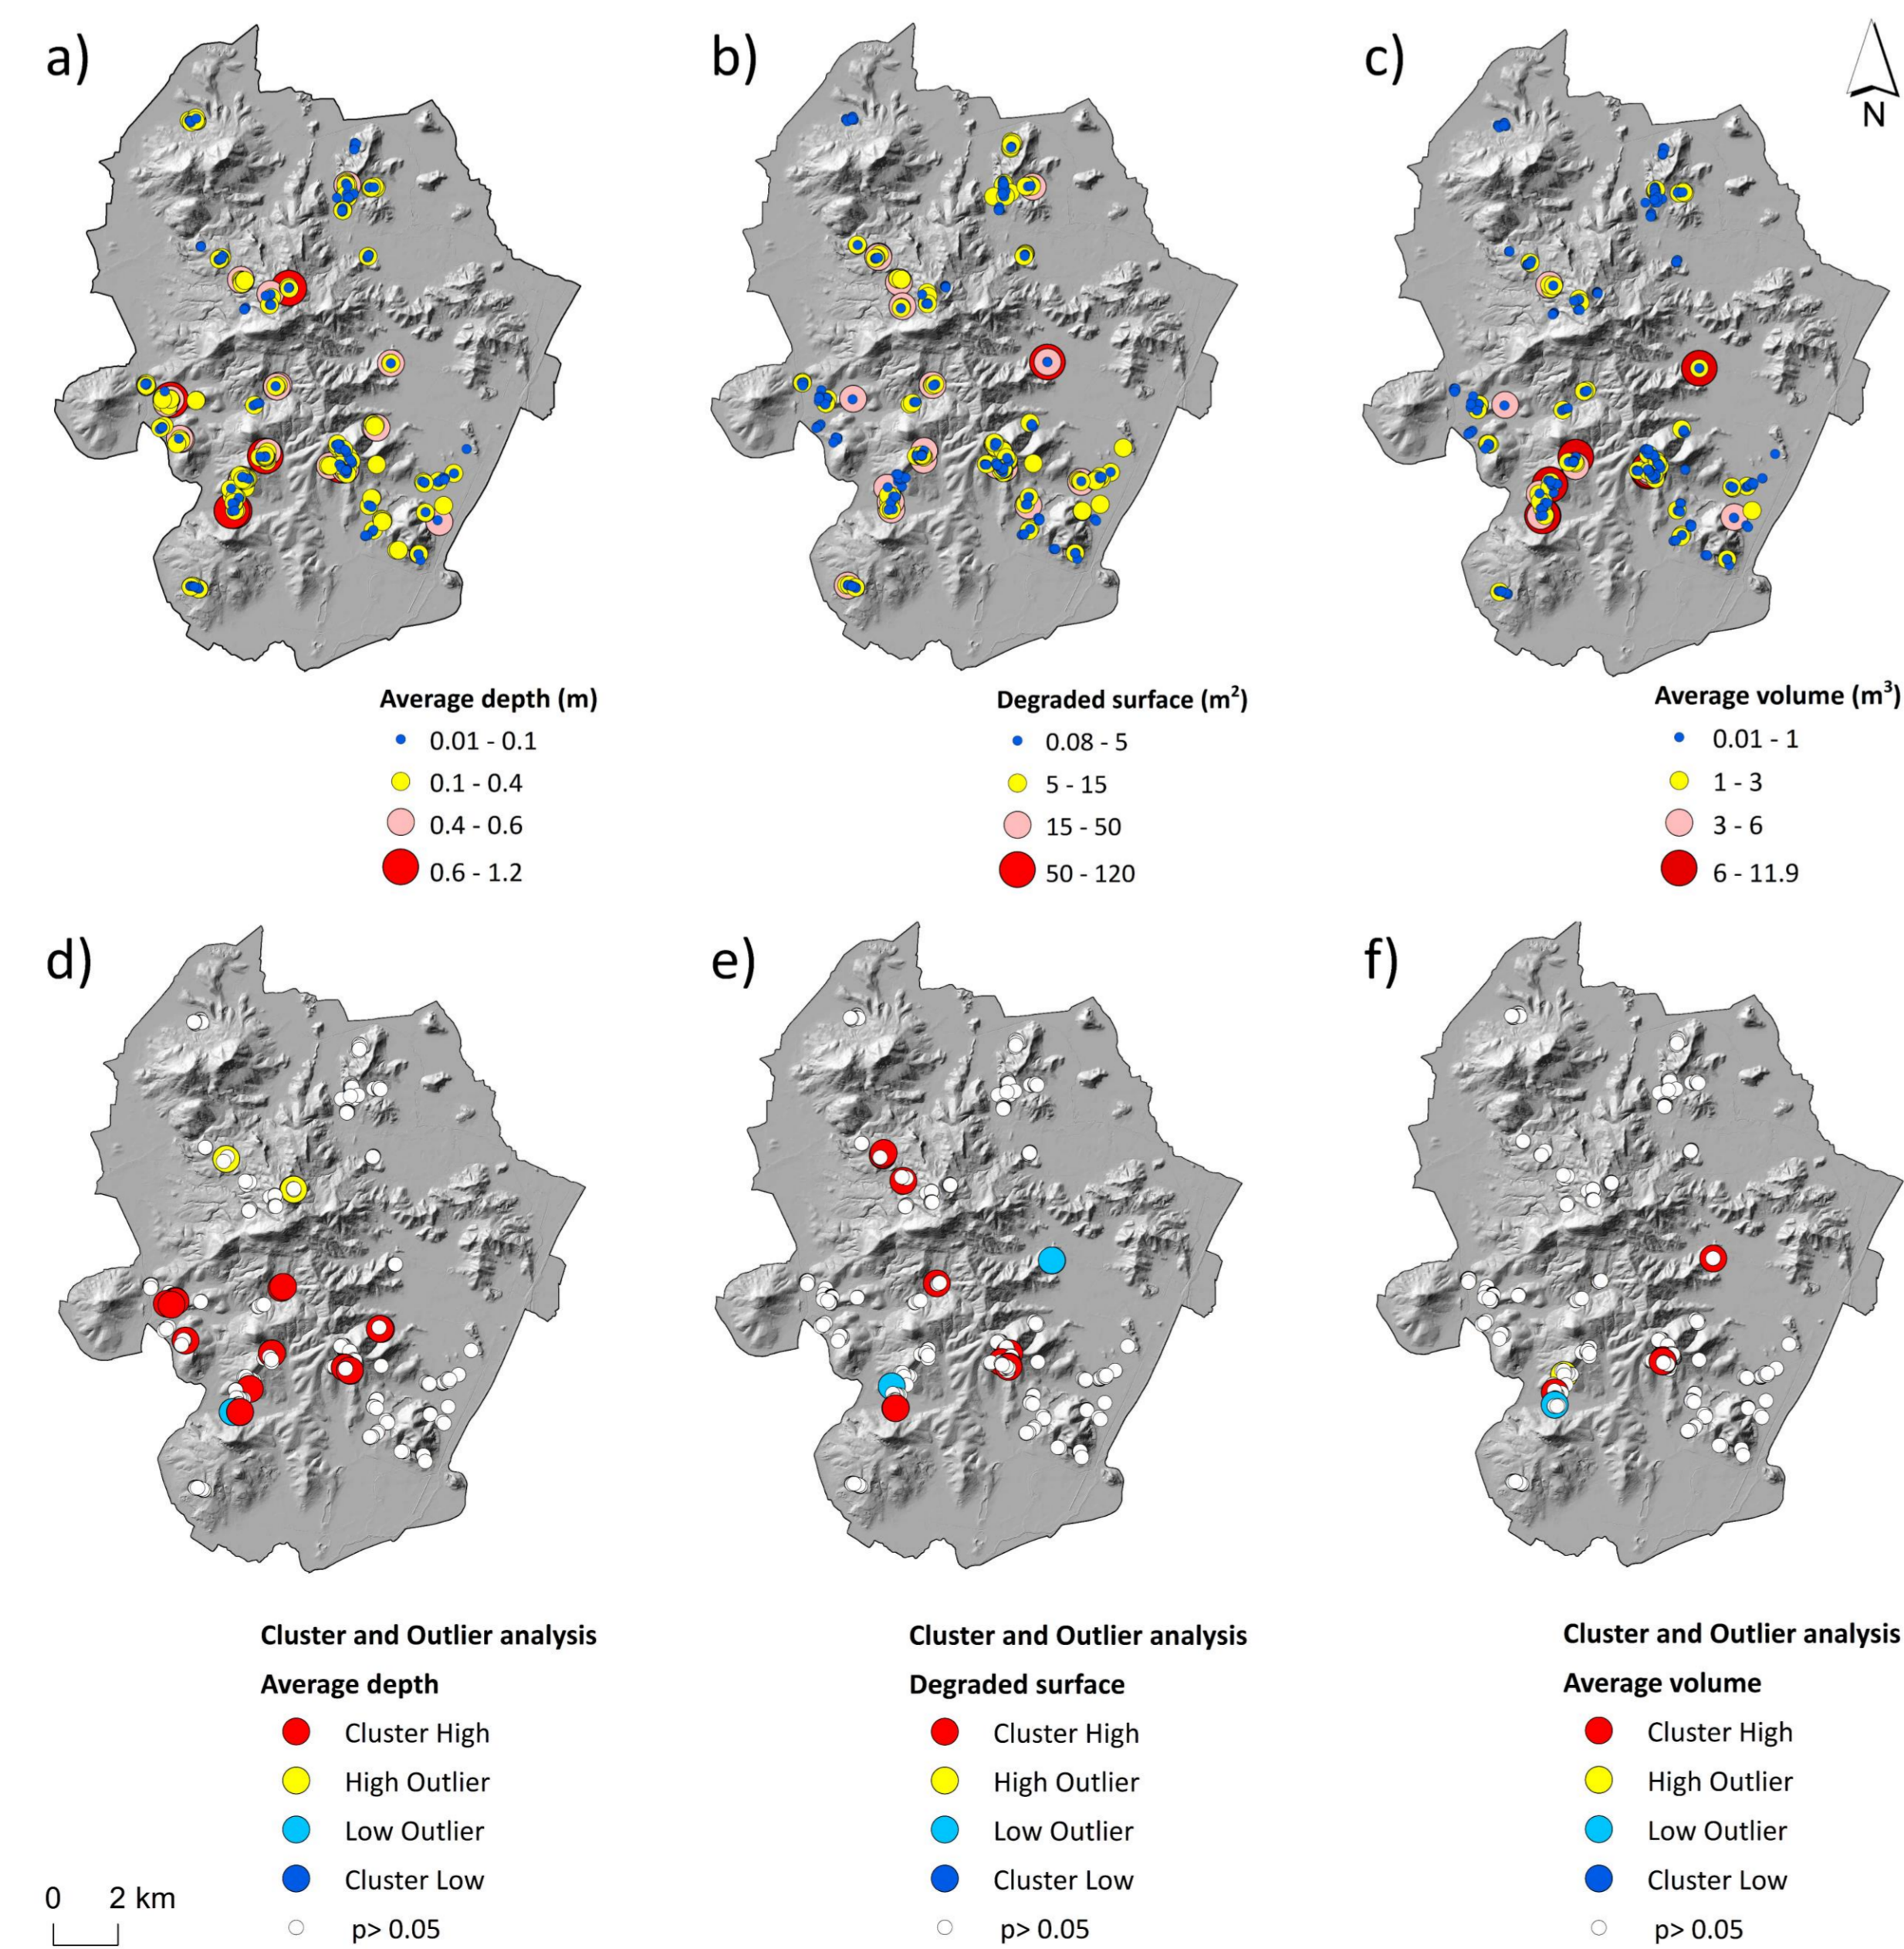 a)
b)
c)
N
Average depth (m)
0.01 - 0.1
0.1 - 0.4
0.4 - 0.6
0.6 - 1.2
Degraded surface (m²)
0.08 - 5
5 - 15
15 - 50
50 - 120
Average volume (m³)
0.01 - 1
1 - 3
3 - 6
6 - 11.9
d)
e)
f)
Cluster and Outlier analysis
Average depth
Cluster High
High Outlier
Low Outlier
Cluster Low
p> 0.05
Cluster and Outlier analysis
Degraded surface
Cluster High
High Outlier
Low Outlier
Cluster Low
p> 0.05
Cluster and Outlier analysis
Average volume
Cluster High
High Outlier
Low Outlier
Cluster Low
p> 0.05
0 2 km